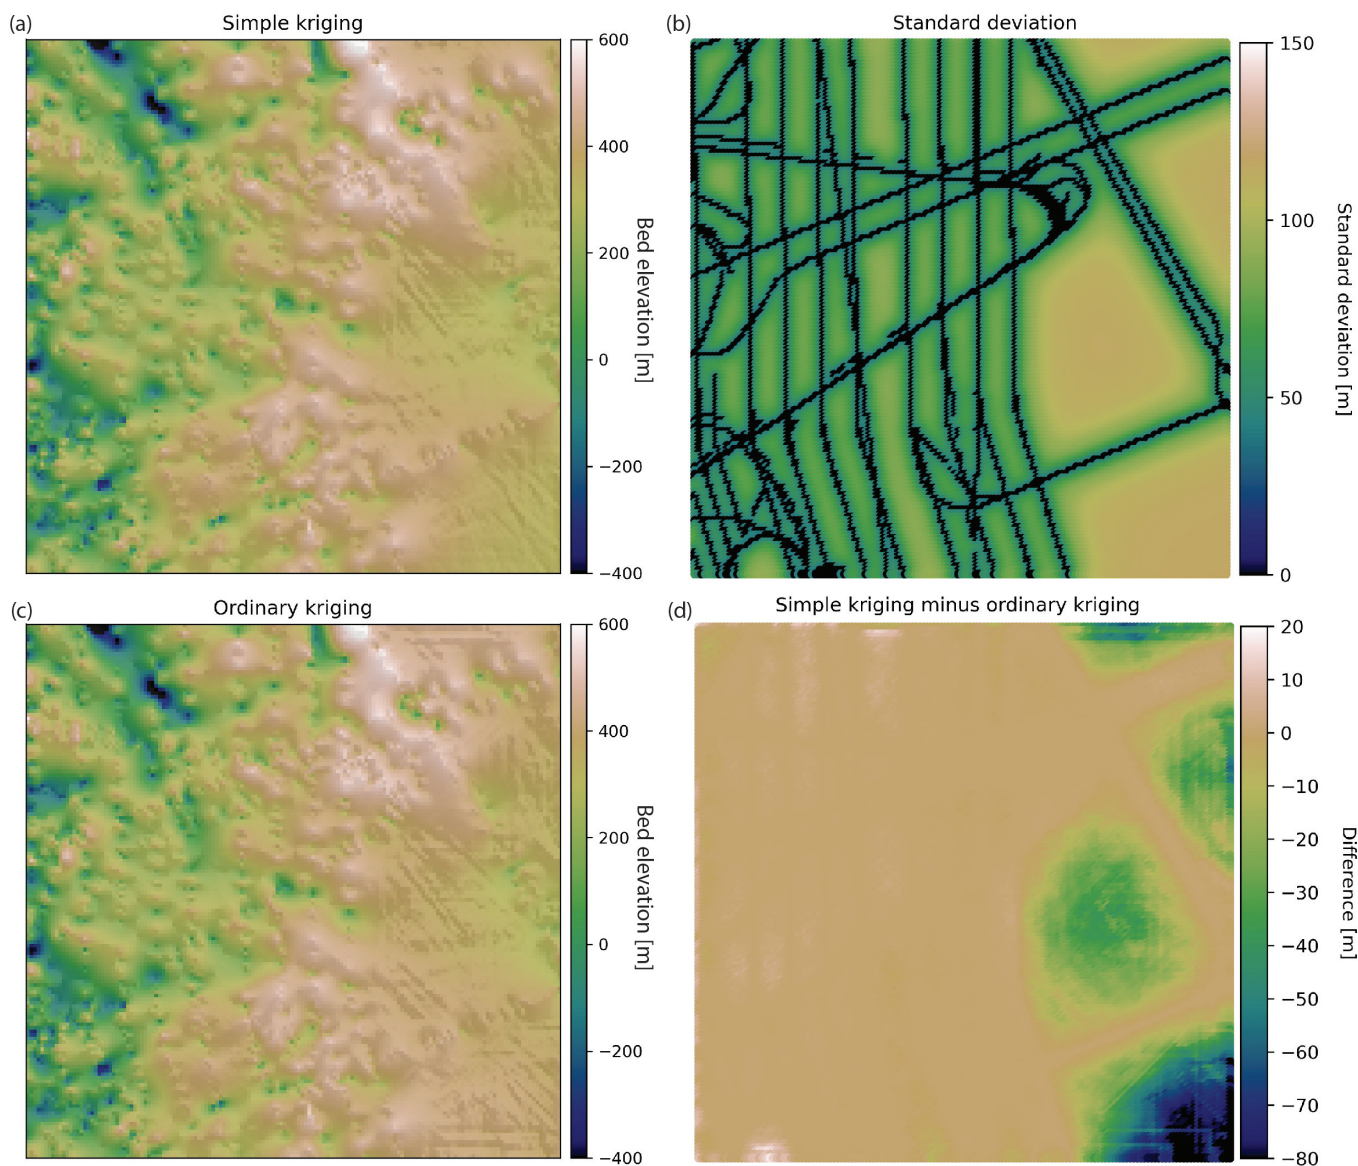 (a)
Simple kriging
600
400
200
0
−200
−400
Bed elevation [m]
(b)
Standard deviation
150
100
50
0
Standard deviation [m]
(c)
Ordinary kriging
600
400
200
0
−200
−400
Bed elevation [m]
(d)
Simple kriging minus ordinary kriging
20
10
0
−10
−20
−30
−40
−50
−60
−70
−80
Difference [m]